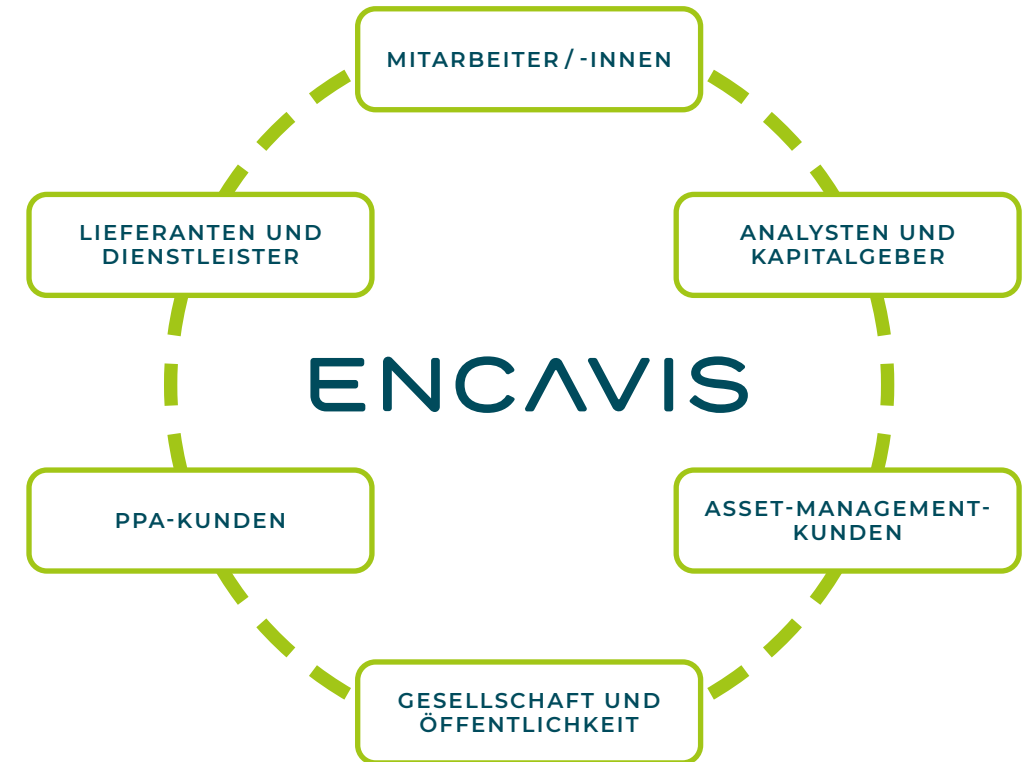 MITARBEITER / -INNEN
LIEFERANTEN UND
DIENSTLEISTER
ANALYSTEN UND
KAPITALGEBER
ENCAVIS
PPA-KUNDEN
ASSET-MANAGEMENT-
KUNDEN
GESELLSCHAFT UND
ÖFFENTLICHKEIT